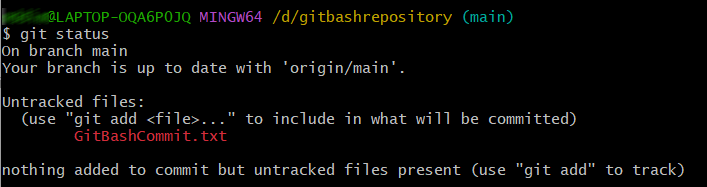 @LAPTOP-OQA6P0JQ MINGW64 /d/gitbashrepository (main)
$ git status
On branch main
Your branch is up to date with 'origin/main'.
Untracked files:
(use "git add <file>..." to include in what will be committed)
GitBashCommit.txt
nothing added to commit but untracked files present (use "git add" to track)